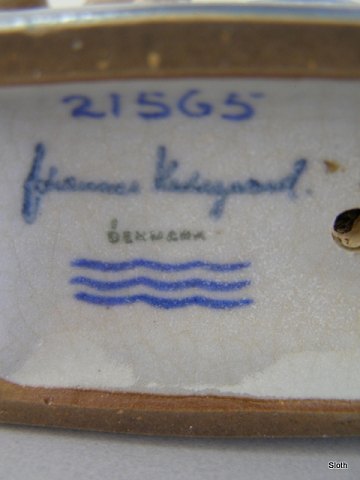 21565
Johannes Hedegaard.
DENMARK
Sloth